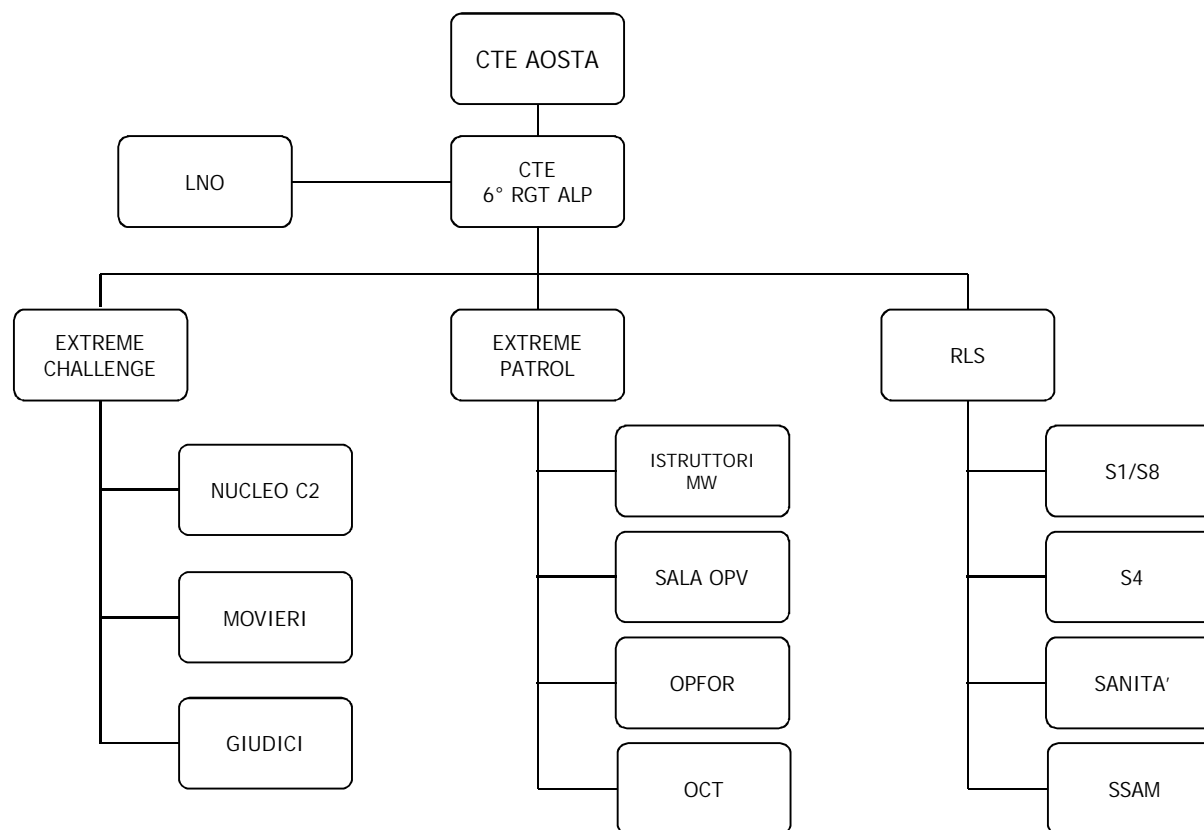 CTE AOSTA
LNO
CTE
6° RGT ALP
EXTREME
CHALLENGE
EXTREME
PATROL
RLS
NUCLEO C2
MOVIERI
GIUDICI
ISTRUTTORI
MW
SALA OPV
OPFOR
OCT
S1/S8
S4
SANITA’
SSAM